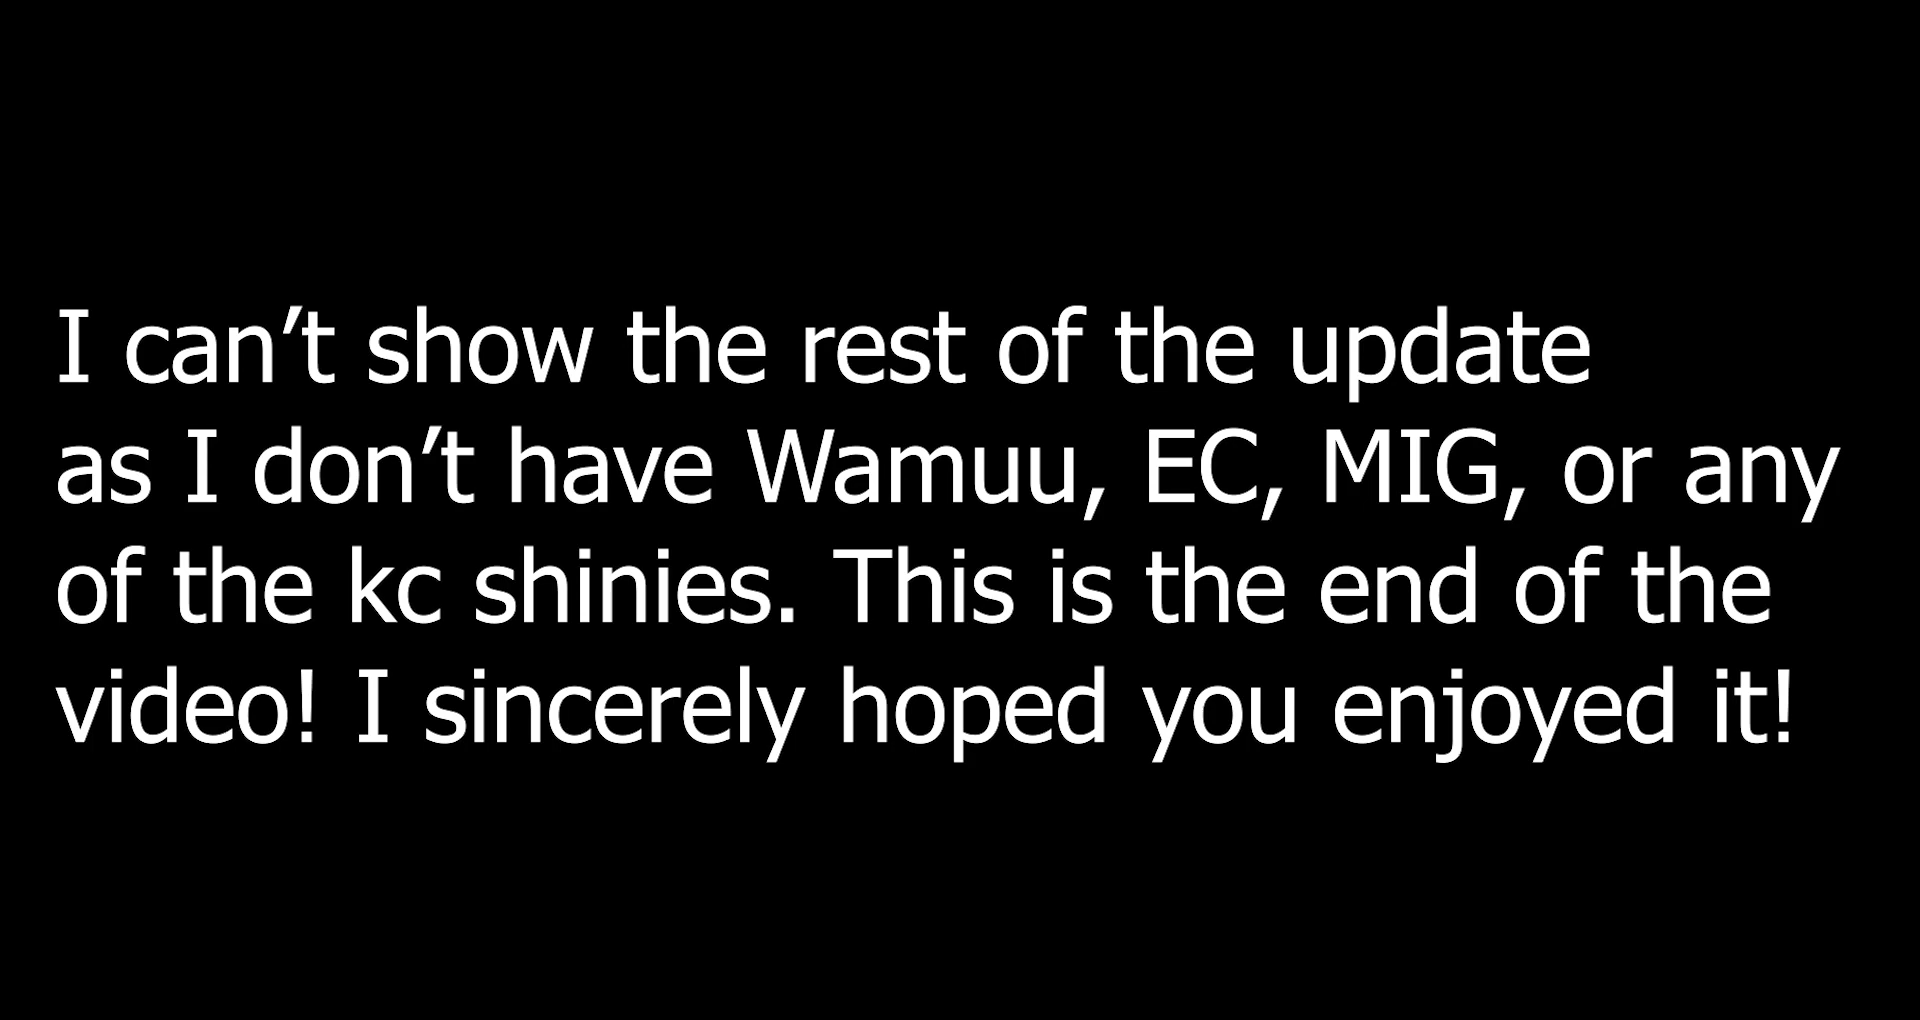 I can’t show the rest of the update
as I don’t have Wamuu, EC, MIG, or any
of the kc shinies. This is the end of the
video! I sincerely hoped you enjoyed it!